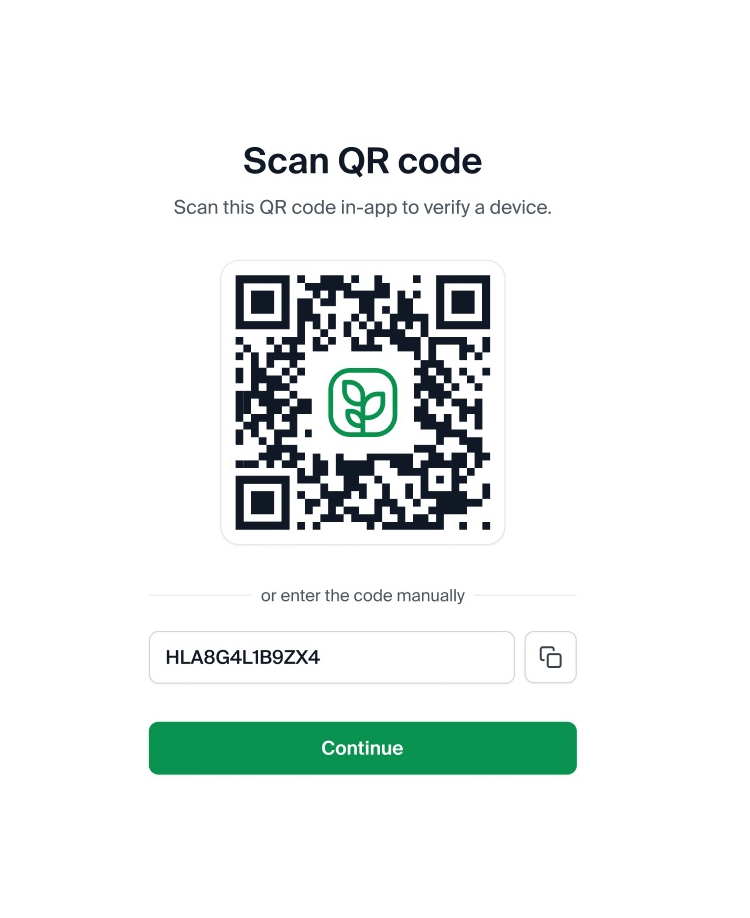 Scan QR code
Scan this QR code in-app to verify a device.
or enter the code manually
HLA8G4L1B9ZX4
Continue